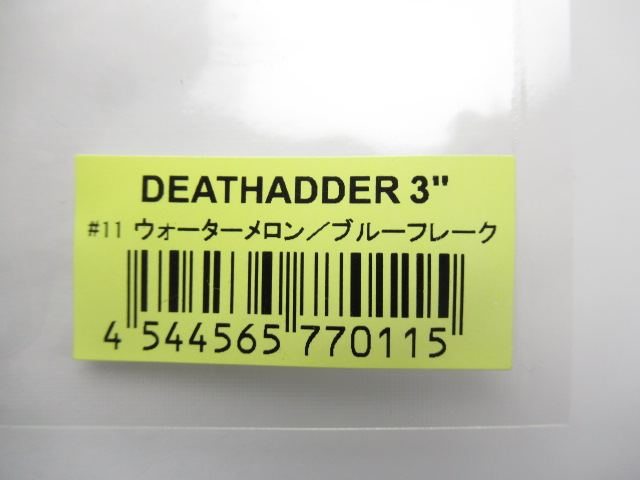 DEATHADDER 3"
#11 ウォーターメロン／ブルーフレーク
4 544565 770115